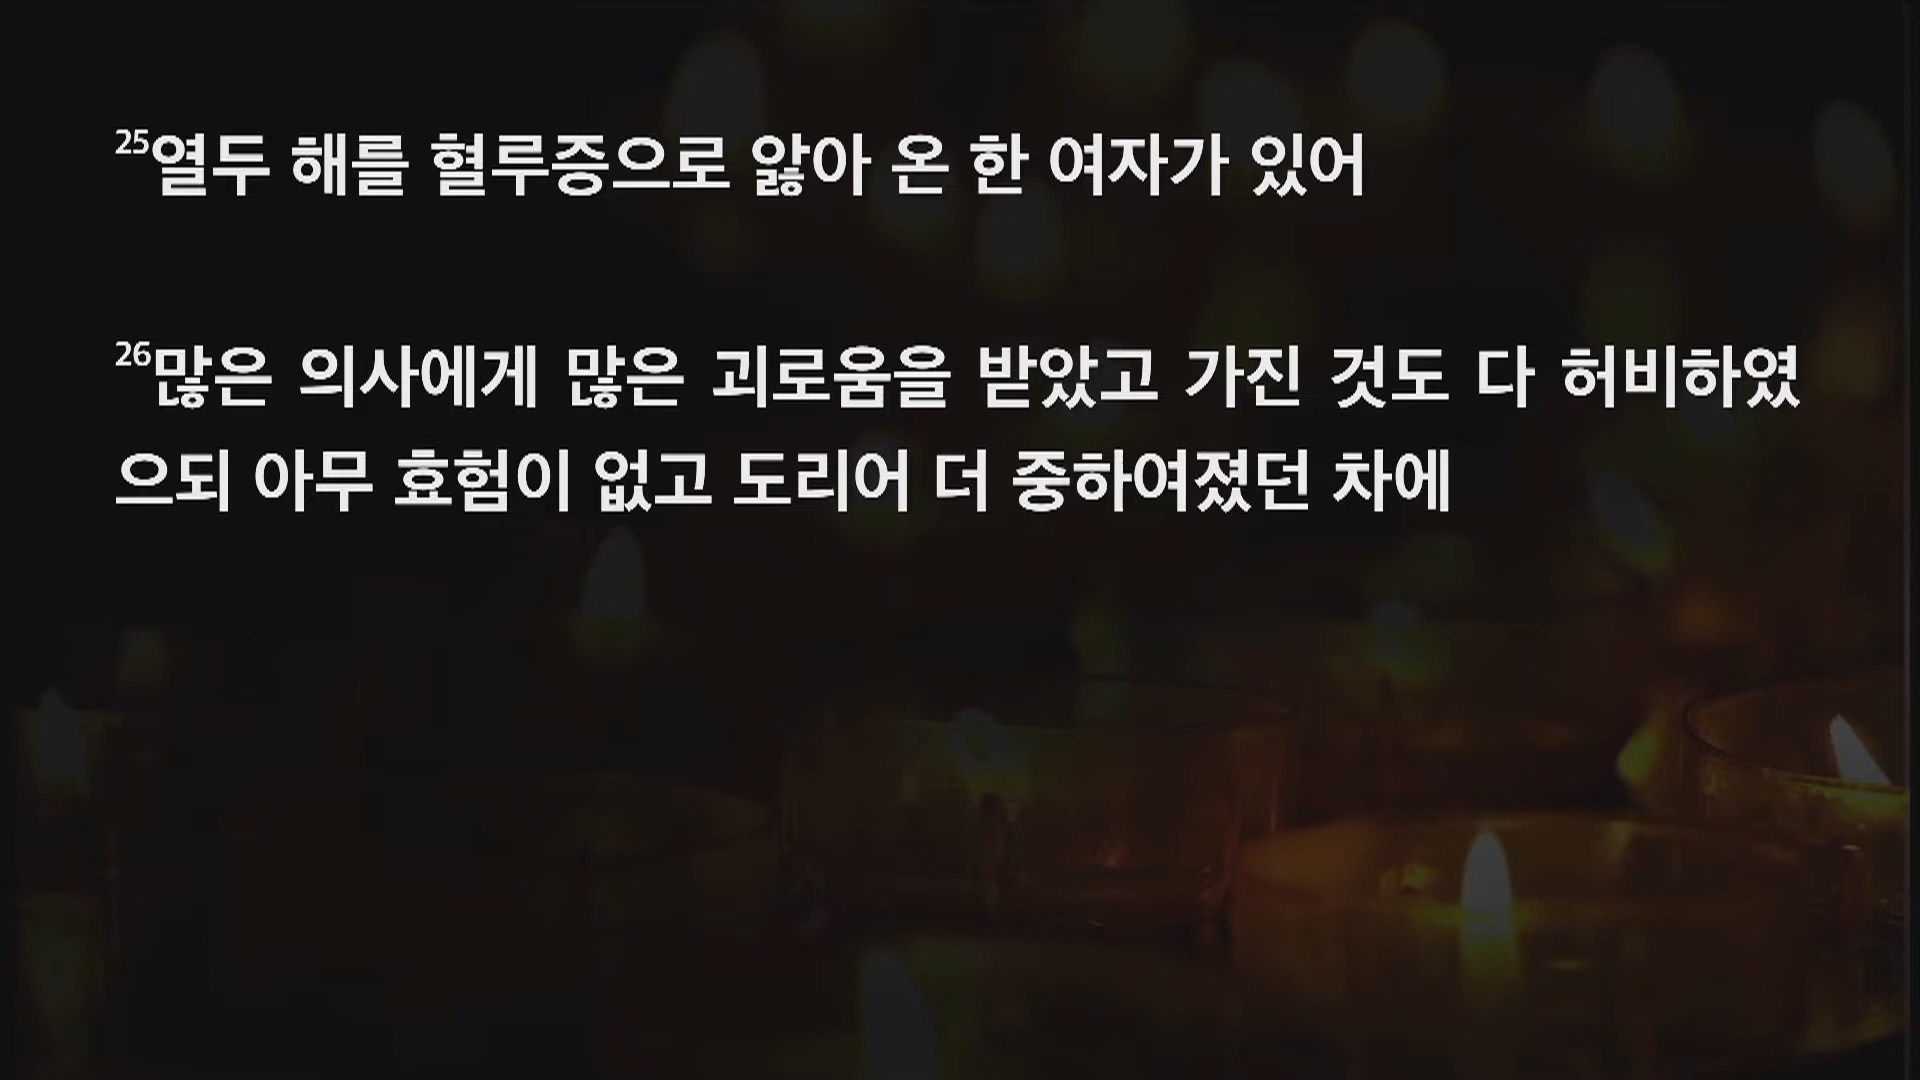 25열두 해를 혈루증으로 앓아 온 한 여자가 있어
26많은 의사에게 많은 괴로움을 받았고 가진 것도 다 허비하였
으되 아무 효험이 없고 도리어 더 중하여졌던 차에